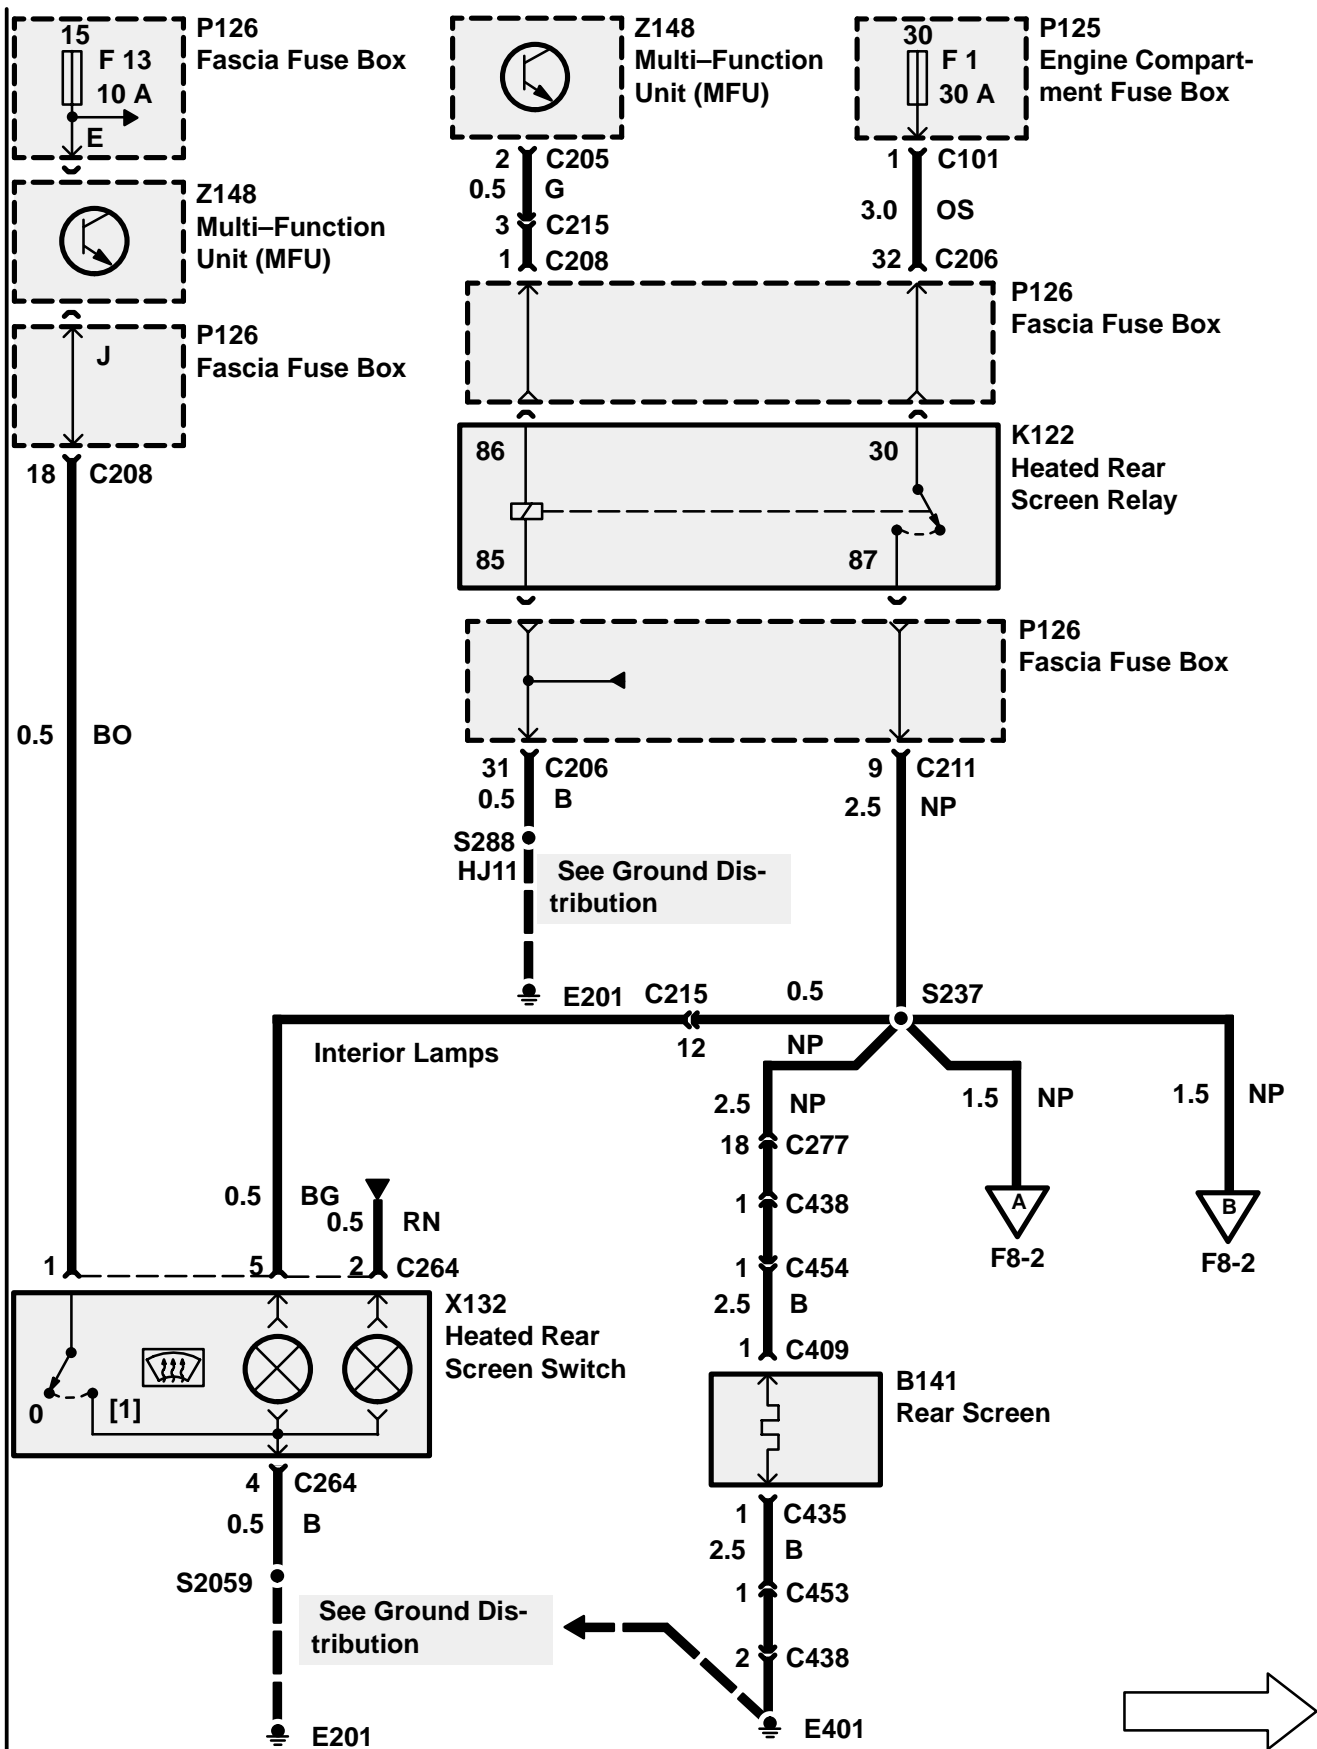 15
F 13
10 A
E
P126
Fascia Fuse Box
Z148
Multi–Function
Unit (MFU)
J
P126
Fascia Fuse Box
18 C208
0.5 BO
Z148
Multi–Function
Unit (MFU)
2 C205
0.5 G
3 C215
1 C208
30
F 1
30 A
P125
Engine Compart-
ment Fuse Box
1 C101
3.0 OS
32 C206
P126
Fascia Fuse Box
86
30
85
87
K122
Heated Rear
Screen Relay
P126
Fascia Fuse Box
31 C206
0.5 B
S288
HJ11
See Ground Dis-
tribution
E201
9 C211
2.5 NP
C215
12
0.5
NP
S237
Interior Lamps
2.5 NP
18 C277
1 C438
1 C454
2.5 B
1 C409
1.5 NP
A
F8-2
1.5 NP
B
F8-2
0.5 BG
0.5 RN
1
5
2 C264
0
[1]
X132
Heated Rear
Screen Switch
B141
Rear Screen
4 C264
0.5 B
S2059
See Ground Dis-
tribution
E201
1 C435
2.5 B
1 C453
2 C438
E401